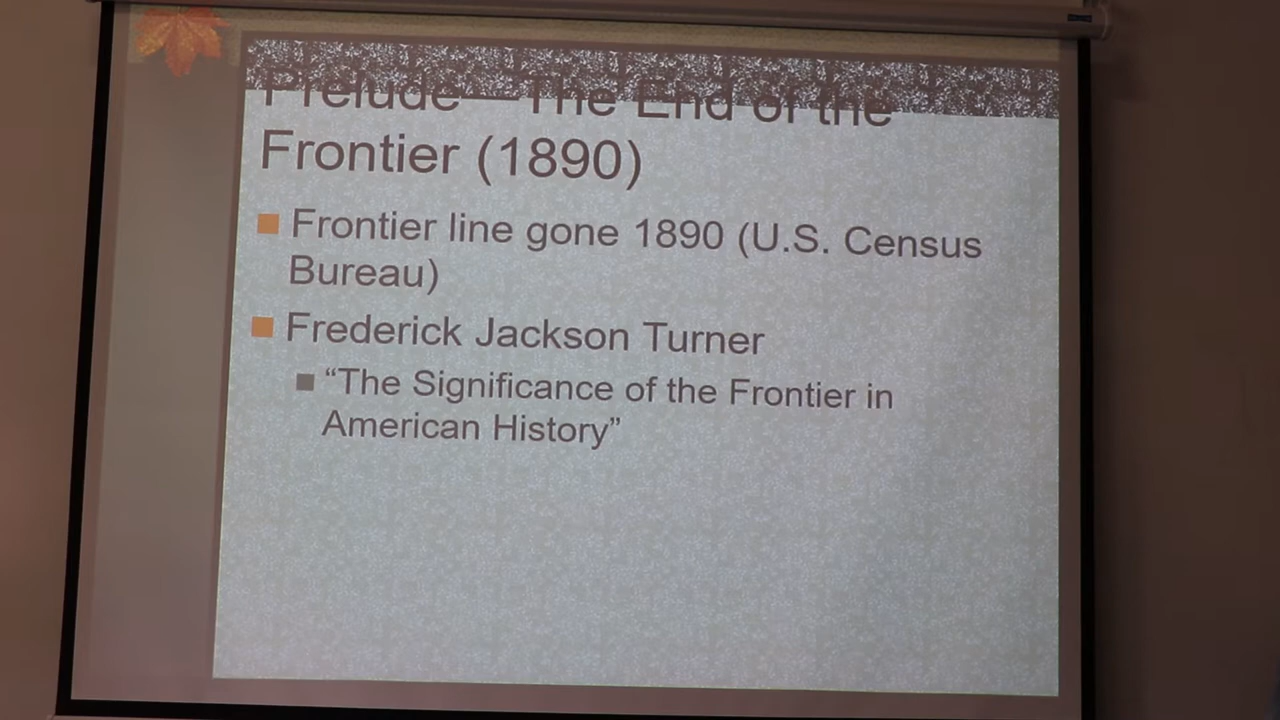 Prelude—The End of the
Frontier (1890)
Frontier line gone 1890 (U.S. Census
Bureau)
Frederick Jackson Turner
“The Significance of the Frontier in
American History”